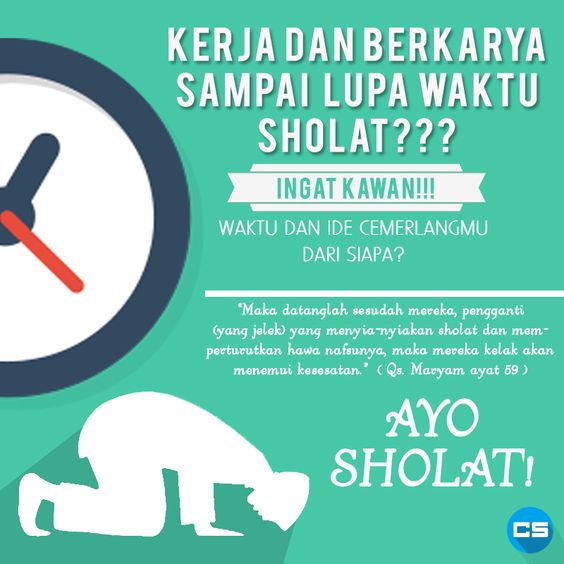 KERJA DAN BERKARYA
SAMPAI LUPA WAKTU
SHOLAT???
INGAT KAWAN!!!
WAKTU DAN IDE CEMERLANGMU
DARI SIAPA?
"Maka datanglah sesudah mereka, pengganti
(yang jelek) yang menyia-nyiakan sholat dan mem-
perturutkan hawa nafsunya, maka mereka kelak akan
menemui kesesatan." ( Qs. Maryam ayat 59 )
AYO
SHOLAT!
CS